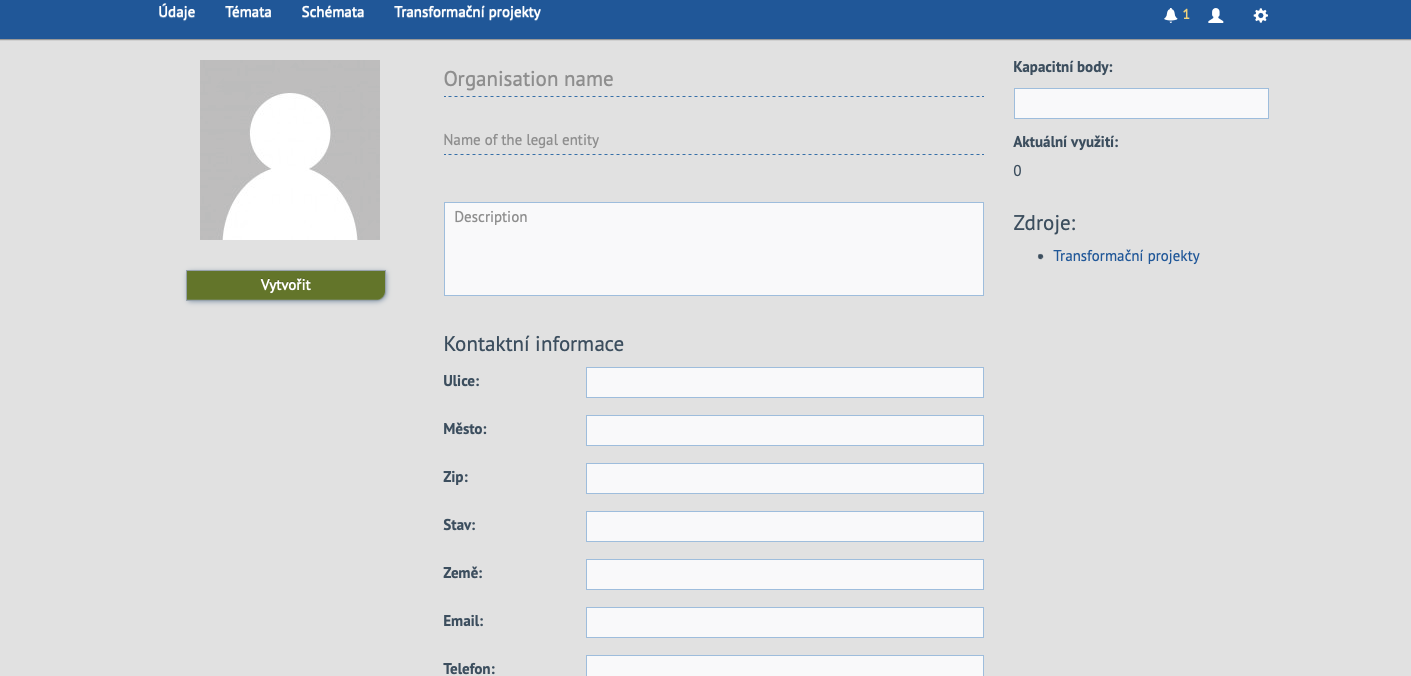 Údaje Témata Schémata Transformační projekty 1
Organisation name
Name of the legal entity
Description
Vytvořit
Kontaktní informace
Ulice:
Město:
Zip:
Stav:
Země:
Email:
Telefon:
Kapacitní body:
Aktuální využití:
0
Zdroje:
• Transformační projekty